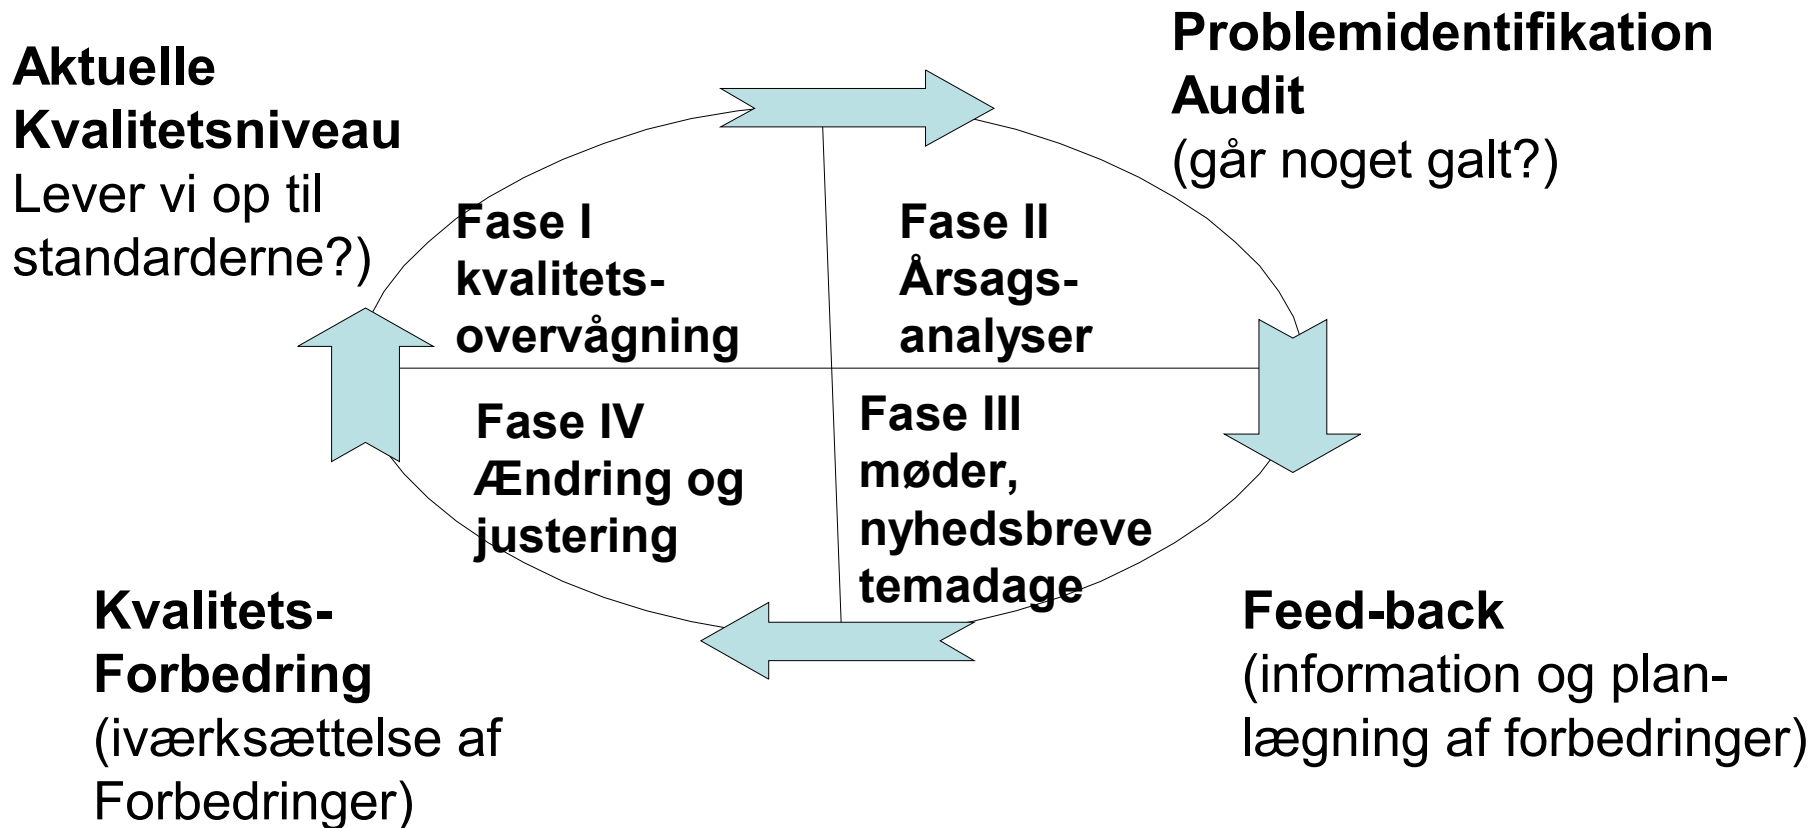 Aktuelle
Kvalitetsniveau
Lever vi op til
standarderne?)
Problemidentifikation
Audit
(går noget galt?)
Fase I
kvalitets-
overvågning
Fase II
Årsags-
analyser
Fase IV
Ændring og
justering
Fase III
møder,
nyhedsbreve
temadage
Kvalitets-
Forbedring
(iværksættelse af
Forbedringer)
Feed-back
(information og plan-
lægning af forbedringer)